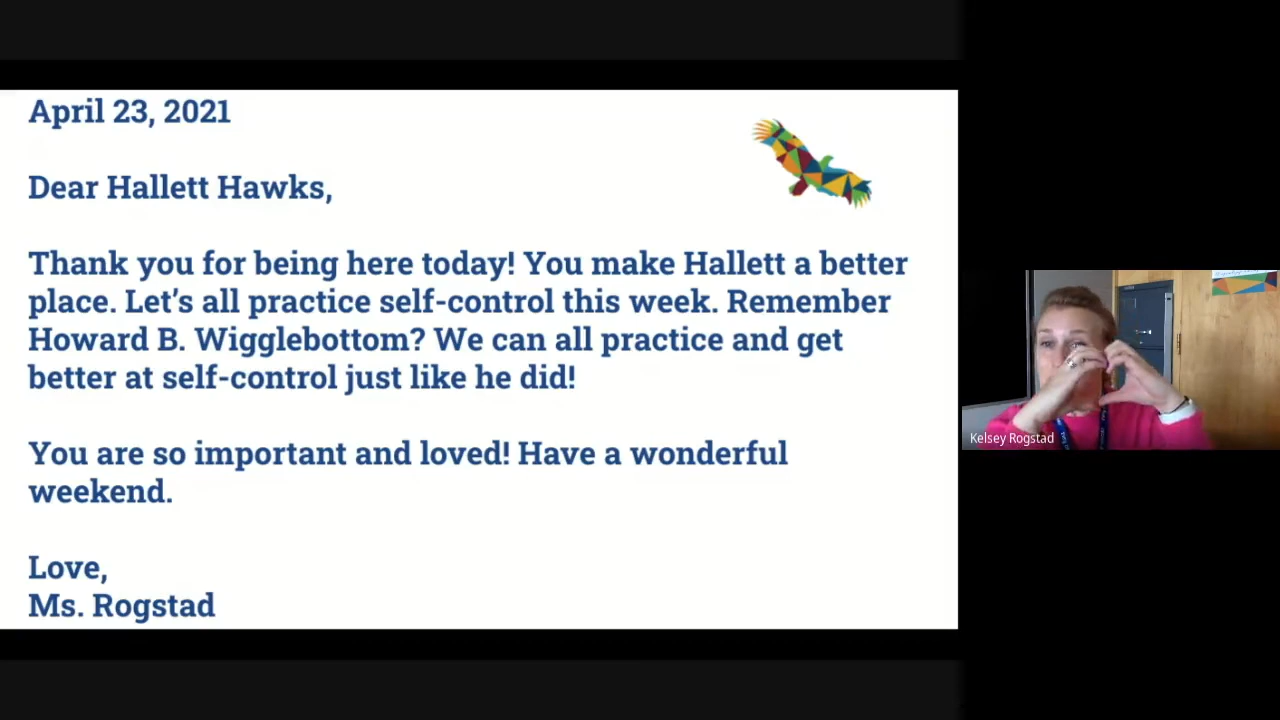 April 23, 2021
Dear Hallett Hawks,
Thank you for being here today! You make Hallett a better
place. Let's all practice self-control this week. Remember
Howard B. Wigglebottom? We can all practice and get
better at self-control just like he did!
You are so important and loved! Have a wonderful
weekend.
Love,
Ms. Rogstad
Kelsey Rogstad